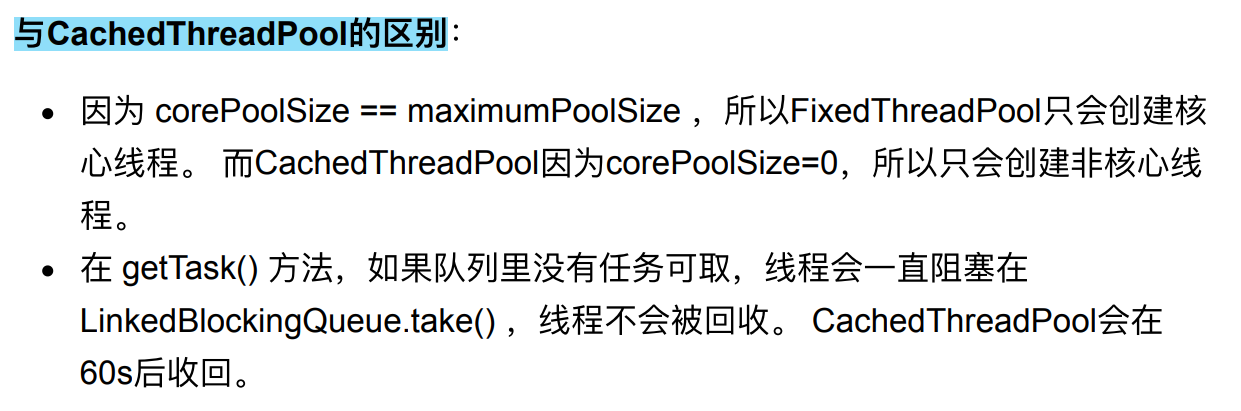 与CachedThreadPool的区别：
• 因为 corePoolSize == maximumPoolSize ，所以FixedThreadPool只会创建核
心线程。 而CachedThreadPool因为corePoolSize=0，所以只会创建非核心线
程。
• 在 getTask() 方法，如果队列里没有任务可取，线程会一直阻塞在
LinkedBlockingQueue.take() ，线程不会被回收。 CachedThreadPool会在
60s后收回。